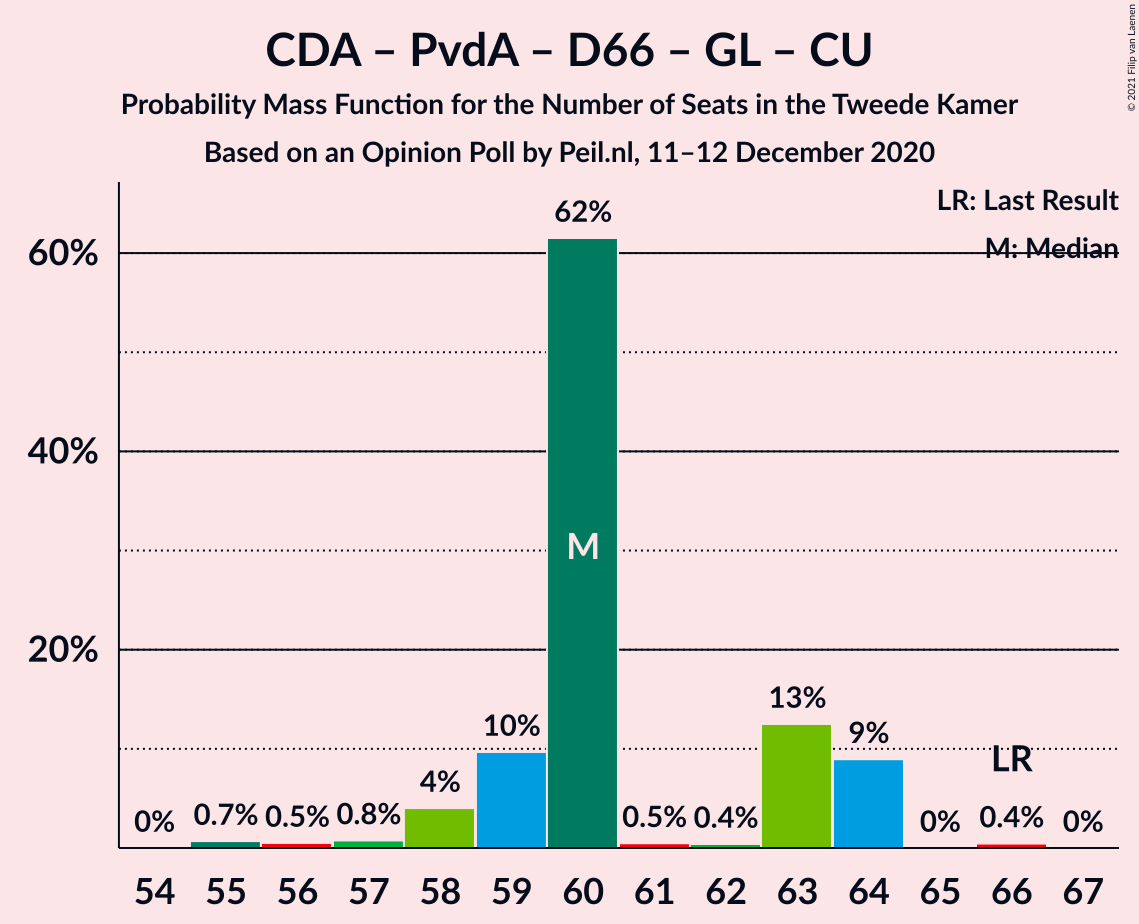 CDA – PvdA – D66 – GL – CU
Probability Mass Function for the Number of Seats in the Tweede Kamer
Based on an Opinion Poll by Peil.nl, 11–12 December 2020
© 2021 Filip van Laenen
LR: Last Result
M: Median
60%
40%
20%
0%
0.7%
0.5%
0.8%
4%
10%
62%
0.5%
0.4%
13%
9%
0%
0.4%
0%
M
LR
54 55 56 57 58 59 60 61 62 63 64 65 66 67